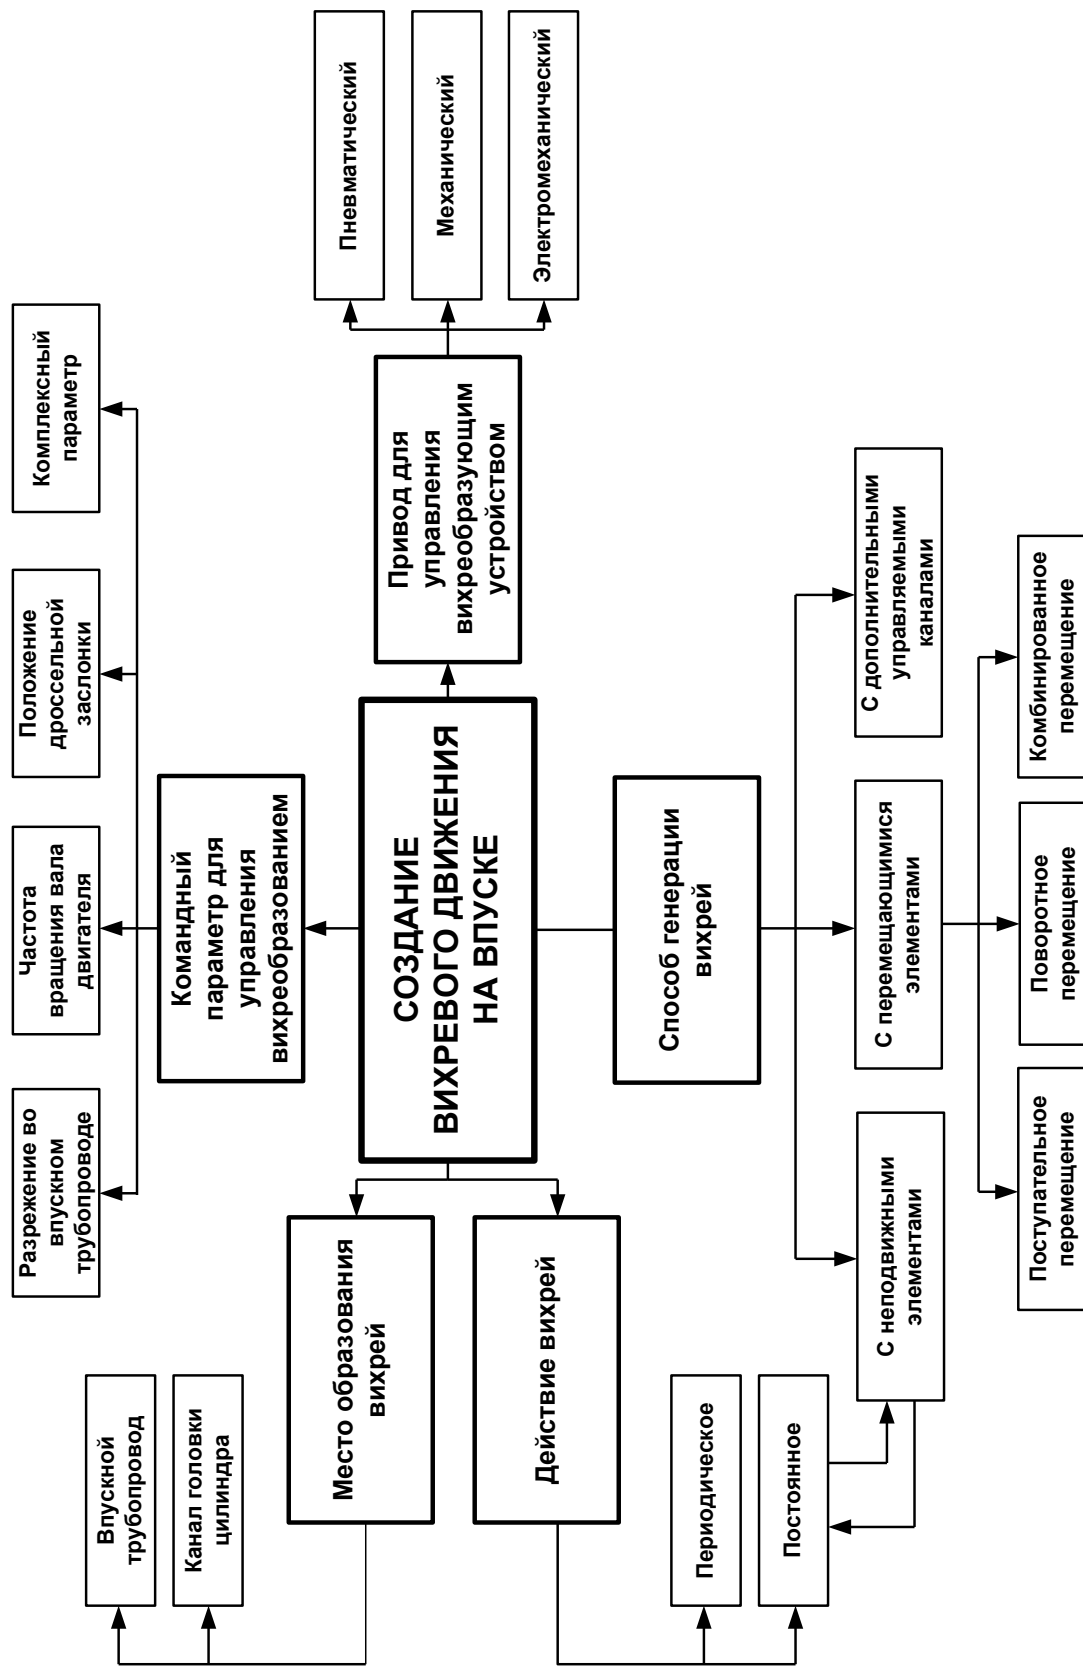 Впускной
трубопровод
Канал головки
цилиндра
Разрежение во
впускном
трубопроводе
Частота
вращения вала
двигателя
Положение
дроссельной
заслонки
Комплексный
параметр
Командный
параметр для
управления
вихреобразованием
Место образования
вихрей
Действие вихрей
СОЗДАНИЕ
ВИХРЕВОГО ДВИЖЕНИЯ
НА ВПУСКЕ
Привод для
управления
вихреобразующим
устройством
Пневматический
Механический
Электромеханический
Способ генерации
вихрей
Периодическое
Постоянное
С неподвижными
элементами
С перемещающимися
элементами
С дополнительными
управляемыми
каналами
Поступательное
перемещение
Поворотное
перемещение
Комбинированное
перемещение